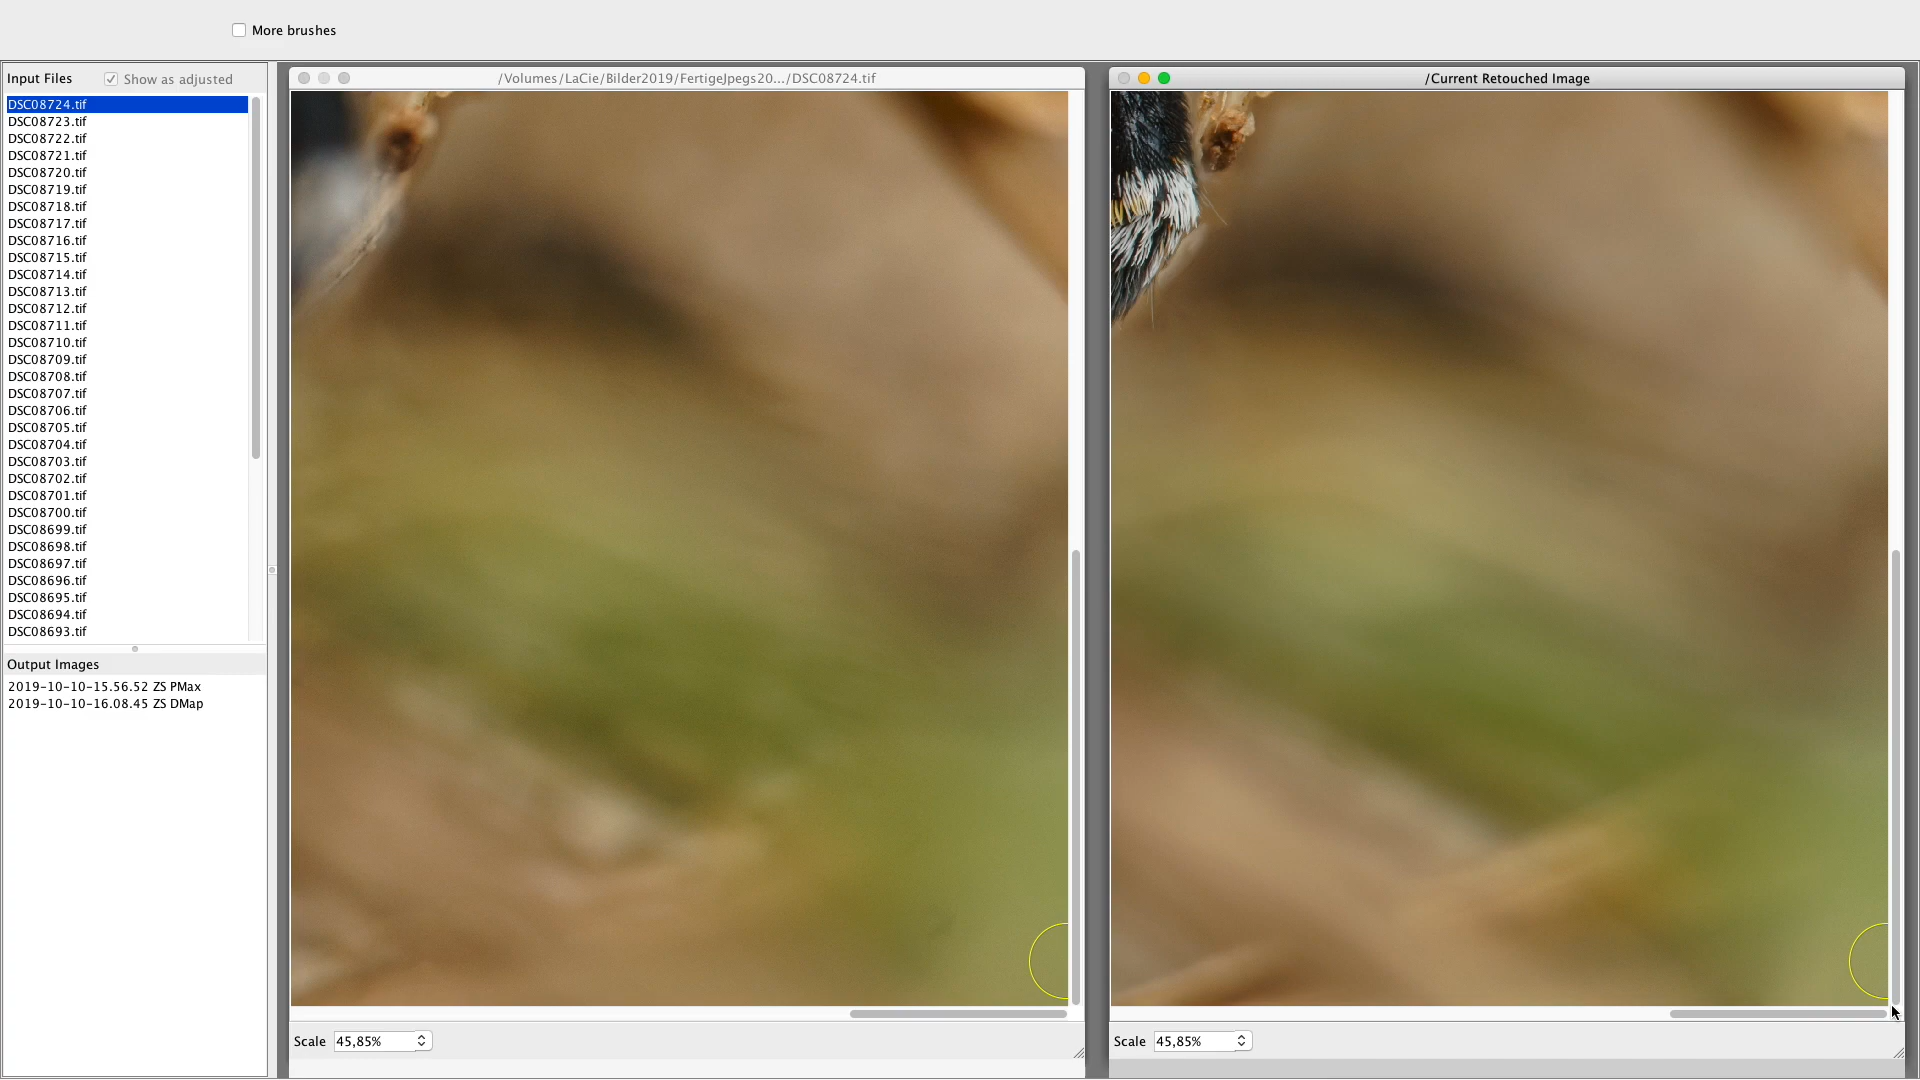 More brushes
Input Files
Show as adjusted
DSC08724.tif
DSC08723.tif
DSC08722.tif
DSC08721.tif
DSC08720.tif
DSC08719.tif
DSC08718.tif
DSC08717.tif
DSC08716.tif
DSC08715.tif
DSC08714.tif
DSC08713.tif
DSC08712.tif
DSC08711.tif
DSC08710.tif
DSC08709.tif
DSC08708.tif
DSC08707.tif
DSC08706.tif
DSC08705.tif
DSC08704.tif
DSC08703.tif
DSC08702.tif
DSC08701.tif
DSC08700.tif
DSC08699.tif
DSC08698.tif
DSC08697.tif
DSC08696.tif
DSC08695.tif
DSC08694.tif
DSC08693.tif
Output Images
2019-10-10-15.56.52 ZS PMax
2019-10-10-16.08.45 ZS DMap
/Volumes/LaCie/Bilder2019/FertigeJpegs20.../DSC08724.tif
Scale 45,85%
/Current Retouched Image
Scale 45,85%